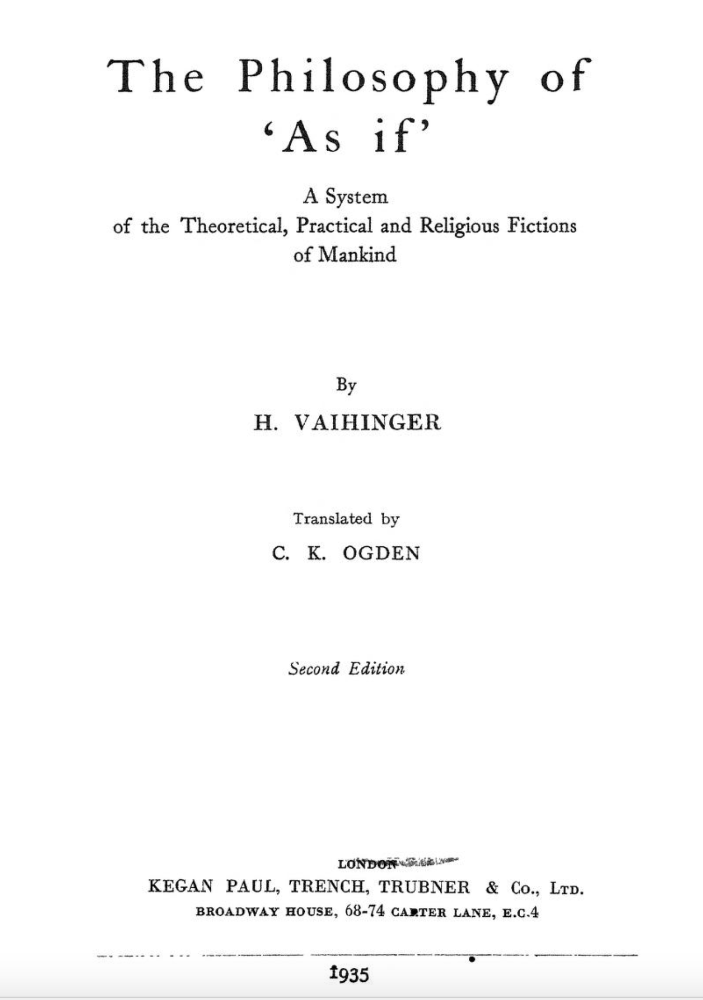 The Philosophy of
‘As if’
A System
of the Theoretical, Practical and Religious Fictions
of Mankind
By
H. VAIHINGER
Translated by
C. K. OGDEN
Second Edition
LONDON
KEGAN PAUL, TRENCH, TRUBNER & Co., LTD.
BROADWAY HOUSE, 68-74 CARTER LANE, E.C.4
1935